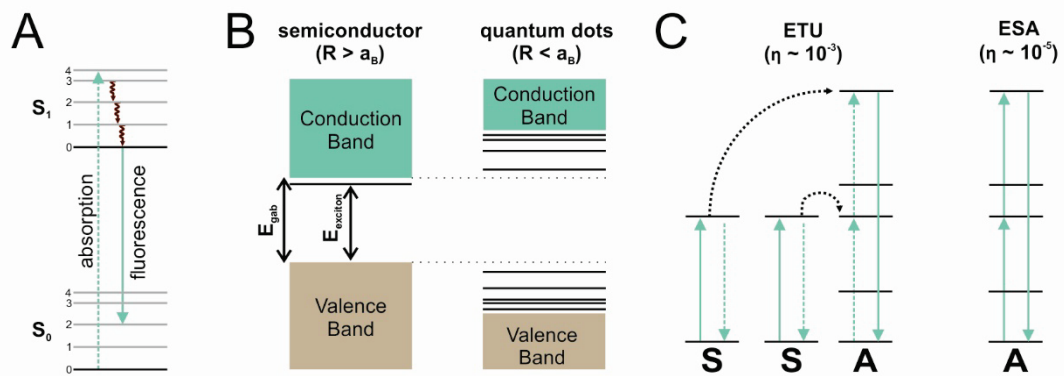 A
4
3
2
1
0
S1
absorption
fluorescence
4
3
2
1
0
S0
B
semiconductor
(R > aB)
quantum dots
(R < aB)
Conduction
Band
Conduction
Band
Egab
Eexciton
Valence
Band
Valence
Band
C
ETU
(η ~ 10-3)
ESA
(η ~ 10-5)
S
S
A
A